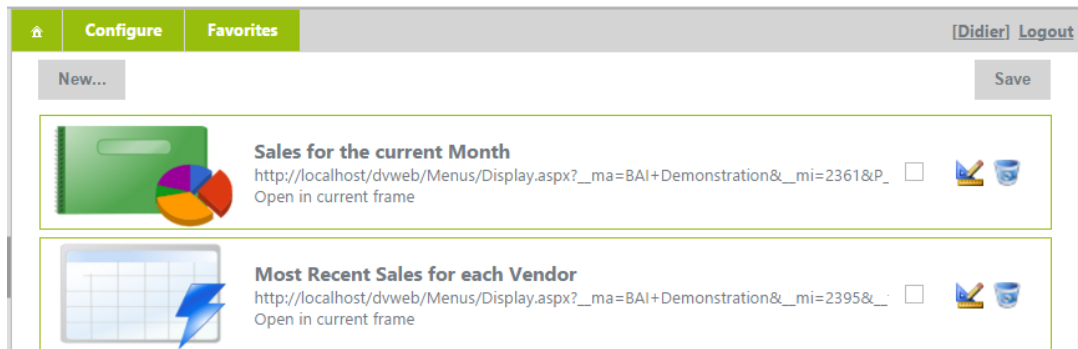 Configure Favorites [Didier] Logout
New... Save
Sales for the current Month
http://localhost/dvweb/Menus/Display.aspx?__ma=BAI+Demonstration&__mi=2361&P_
Open in current frame
Most Recent Sales for each Vendor
http://localhost/dvweb/Menus/Display.aspx?__ma=BAI+Demonstration&__mi=2395&__
Open in current frame